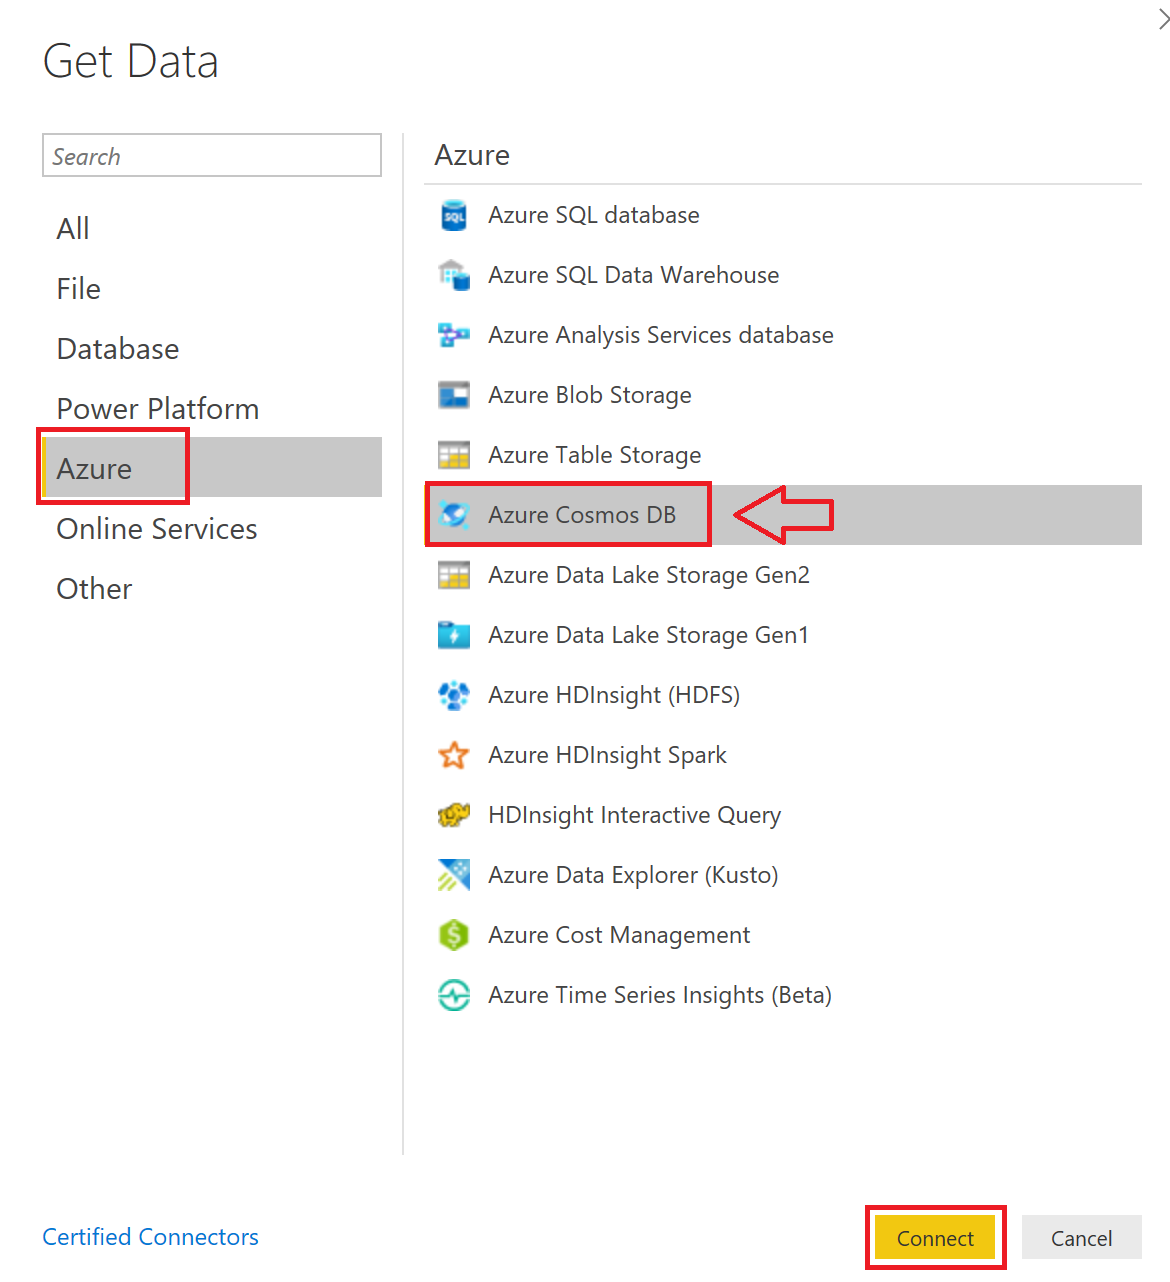 Get Data
Search
All
File
Database
Power Platform
Azure
Online Services
Other
Azure
Azure SQL database
Azure SQL Data Warehouse
Azure Analysis Services database
Azure Blob Storage
Azure Table Storage
Azure Cosmos DB
Azure Data Lake Storage Gen2
Azure Data Lake Storage Gen1
Azure HDInsight (HDFS)
Azure HDInsight Spark
HDInsight Interactive Query
Azure Data Explorer (Kusto)
Azure Cost Management
Azure Time Series Insights (Beta)
Certified Connectors
Connect
Cancel